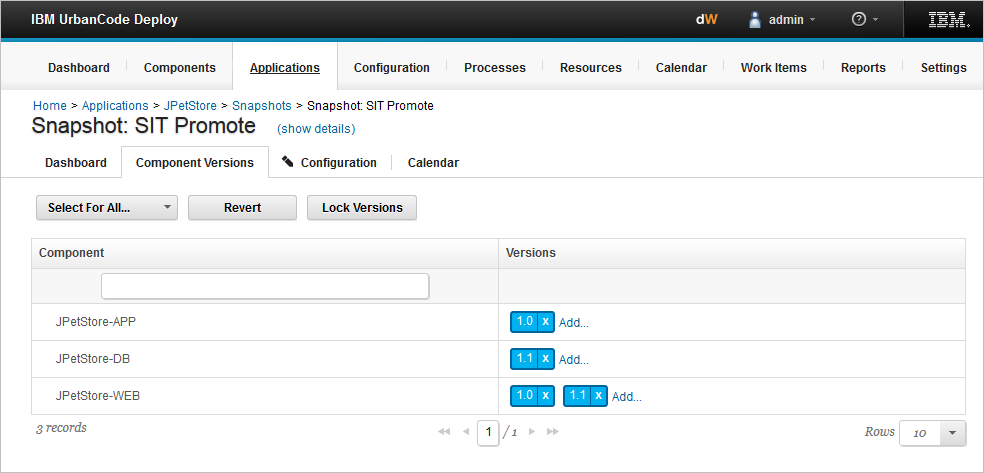 IBM UrbanCode Deploy dW admin ? IBM.
Dashboard Components Applications Configuration Processes Resources Calendar Work Items Reports Settings
Home > Applications > JPetStore > Snapshots > Snapshot: SIT Promote
Snapshot: SIT Promote (show details)
Dashboard Component Versions Configuration Calendar
Select For All... Revert Lock Versions
Component Versions
JPetStore-APP 1.0 x Add...
JPetStore-DB 1.1 x Add...
JPetStore-WEB 1.0 x 1.1 x Add...
3 records 1 / 1 Rows 10